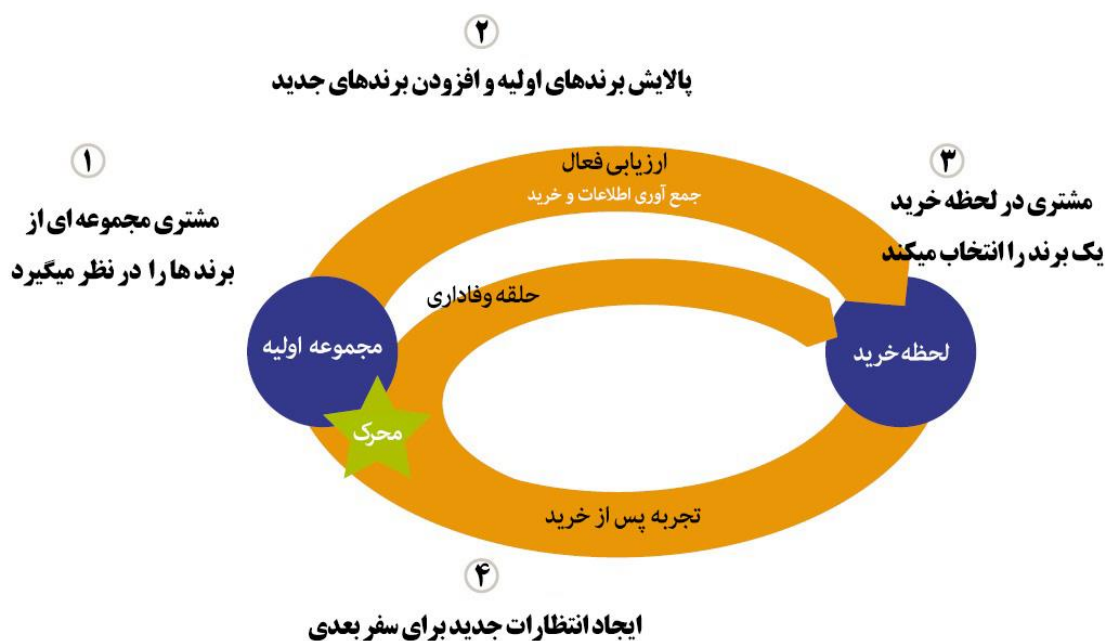 ۲
پالایش برندهای اولیه و افزودن برندهای جدید
۱
مشتری مجموعه ای از
برندها را در نظر میگیرد
۳
مشتری در لحظه خرید
یک برند را انتخاب میکند
ارزیابی فعال
جمع آوری اطلاعات و خرید
حلقه وفاداری
مجموعه اولیه
محرک
لحظه خرید
تجربه پس از خرید
۴
ایجاد انتظارات جدید برای سفر بعدی